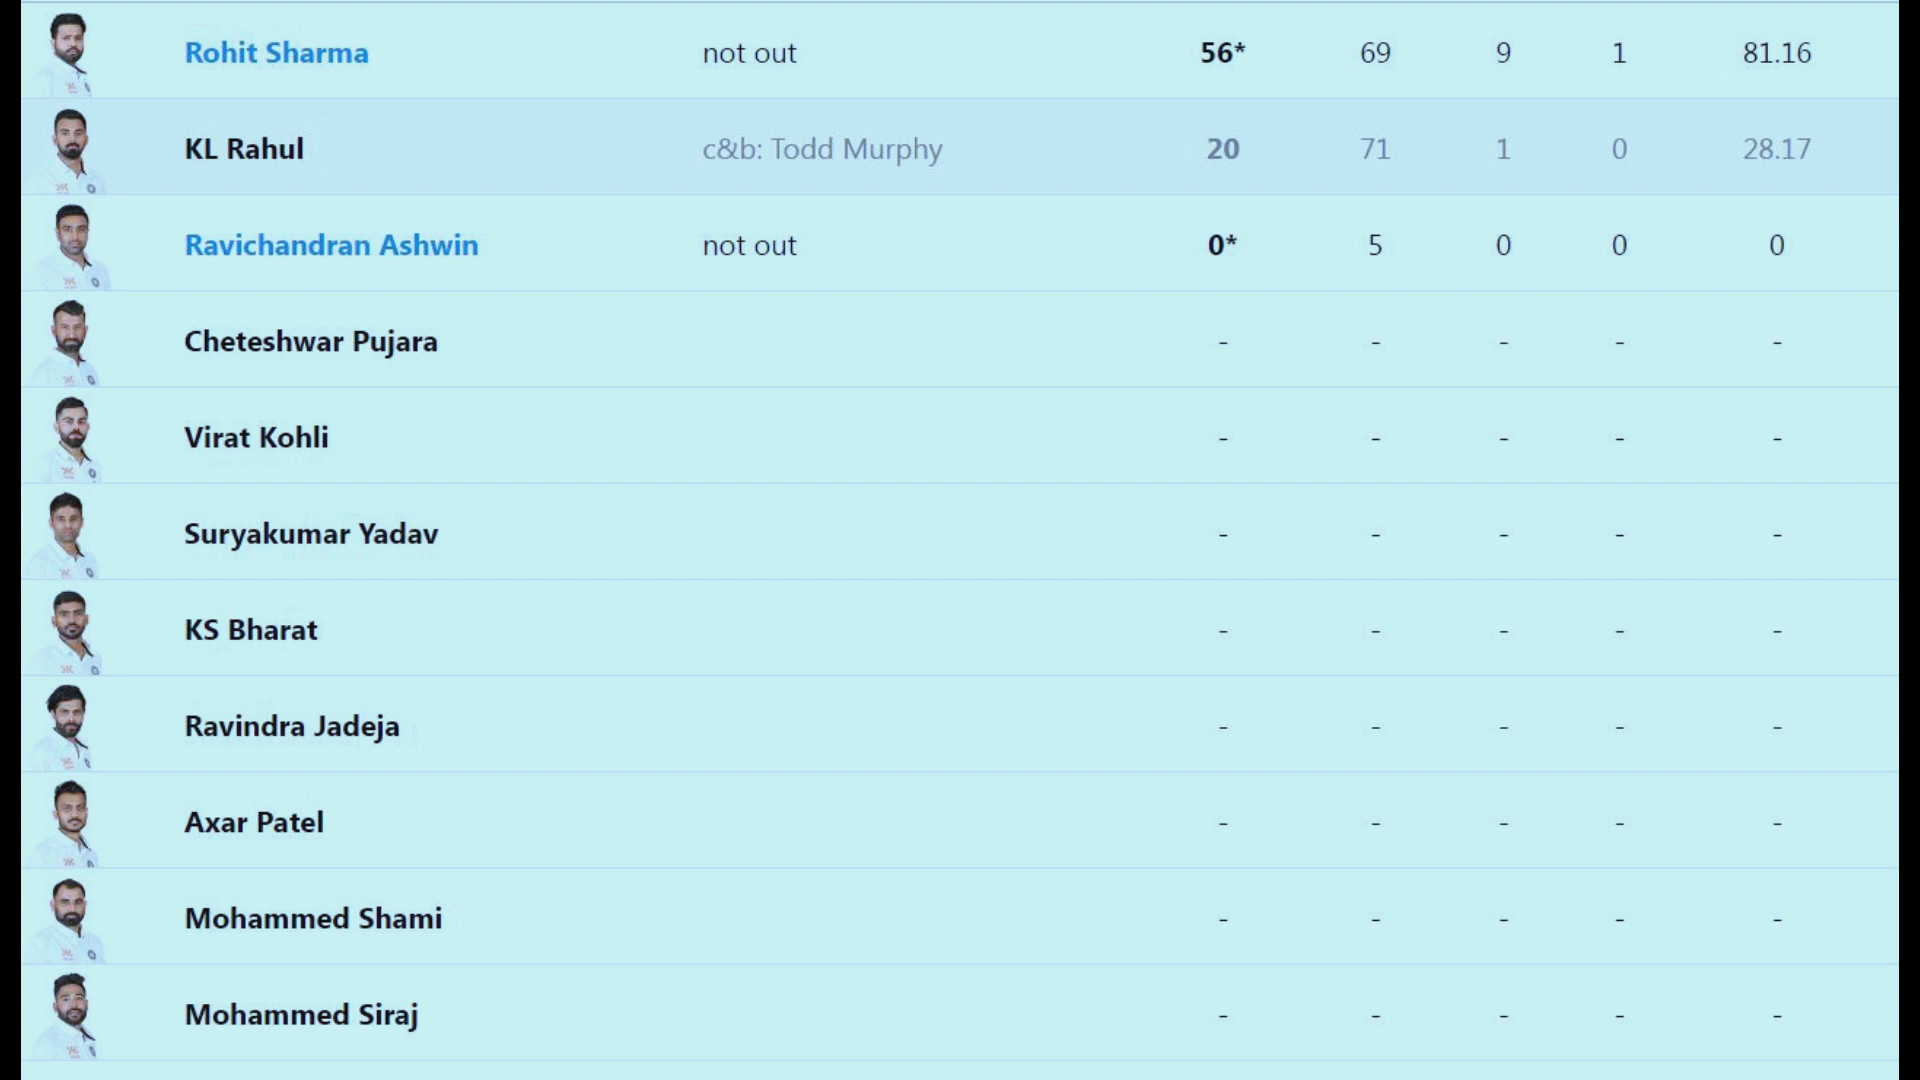 Rohit Sharma not out 56* 69 9 1 81.16
KL Rahul c&b: Todd Murphy 20 71 1 0 28.17
Ravichandran Ashwin not out 0* 5 0 0 0
Cheteshwar Pujara - - - - -
Virat Kohli - - - - -
Suryakumar Yadav - - - - -
KS Bharat - - - - -
Ravindra Jadeja - - - - -
Axar Patel - - - - -
Mohammed Shami - - - - -
Mohammed Siraj - - - - -